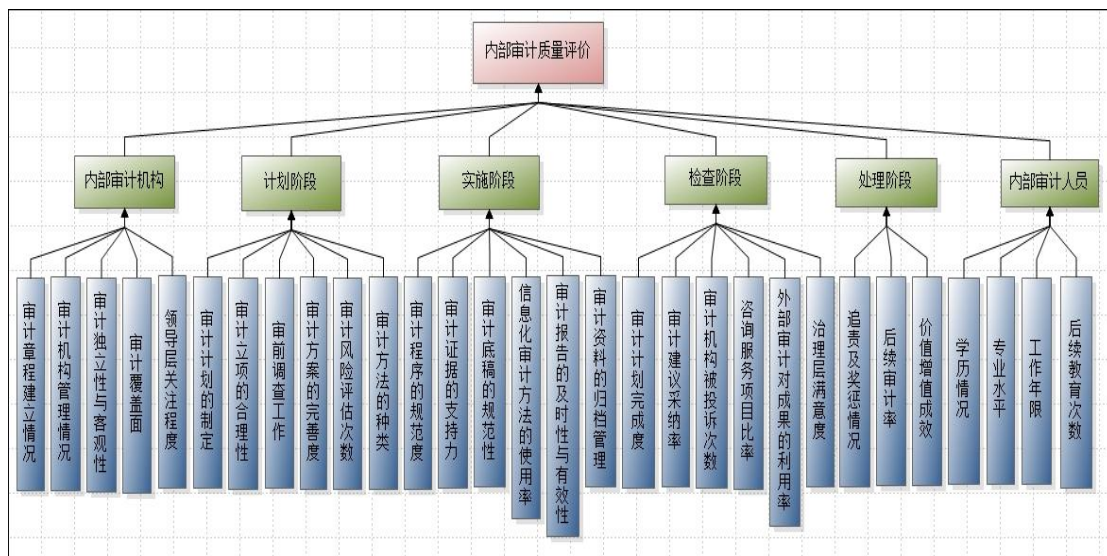 内部审计质量评价
内部审计机构
计划阶段
实施阶段
检查阶段
处理阶段
内部审计人员
审计章程建立情况
审计机构管理情况
审计独立性与客观性
审计覆盖面
领导层关注程度
审计计划的制定
审计立项的合理性
审前调查工作
审计方案的完善度
审计风险评估次数
审计方法的种类
审计程序的规范度
审计证据的支持力
审计底稿的规范性
信息化审计方法的使用率
审计报告的及时性与有效性
审计资料的归档管理
审计计划完成度
审计建议采纳率
审计机构被投诉次数
咨询服务项目比率
外部审计对成果的利用率
治理层满意度
追责及奖惩情况
后续审计率
价值增值成效
学历情况
专业水平
工作年限
后续教育次数